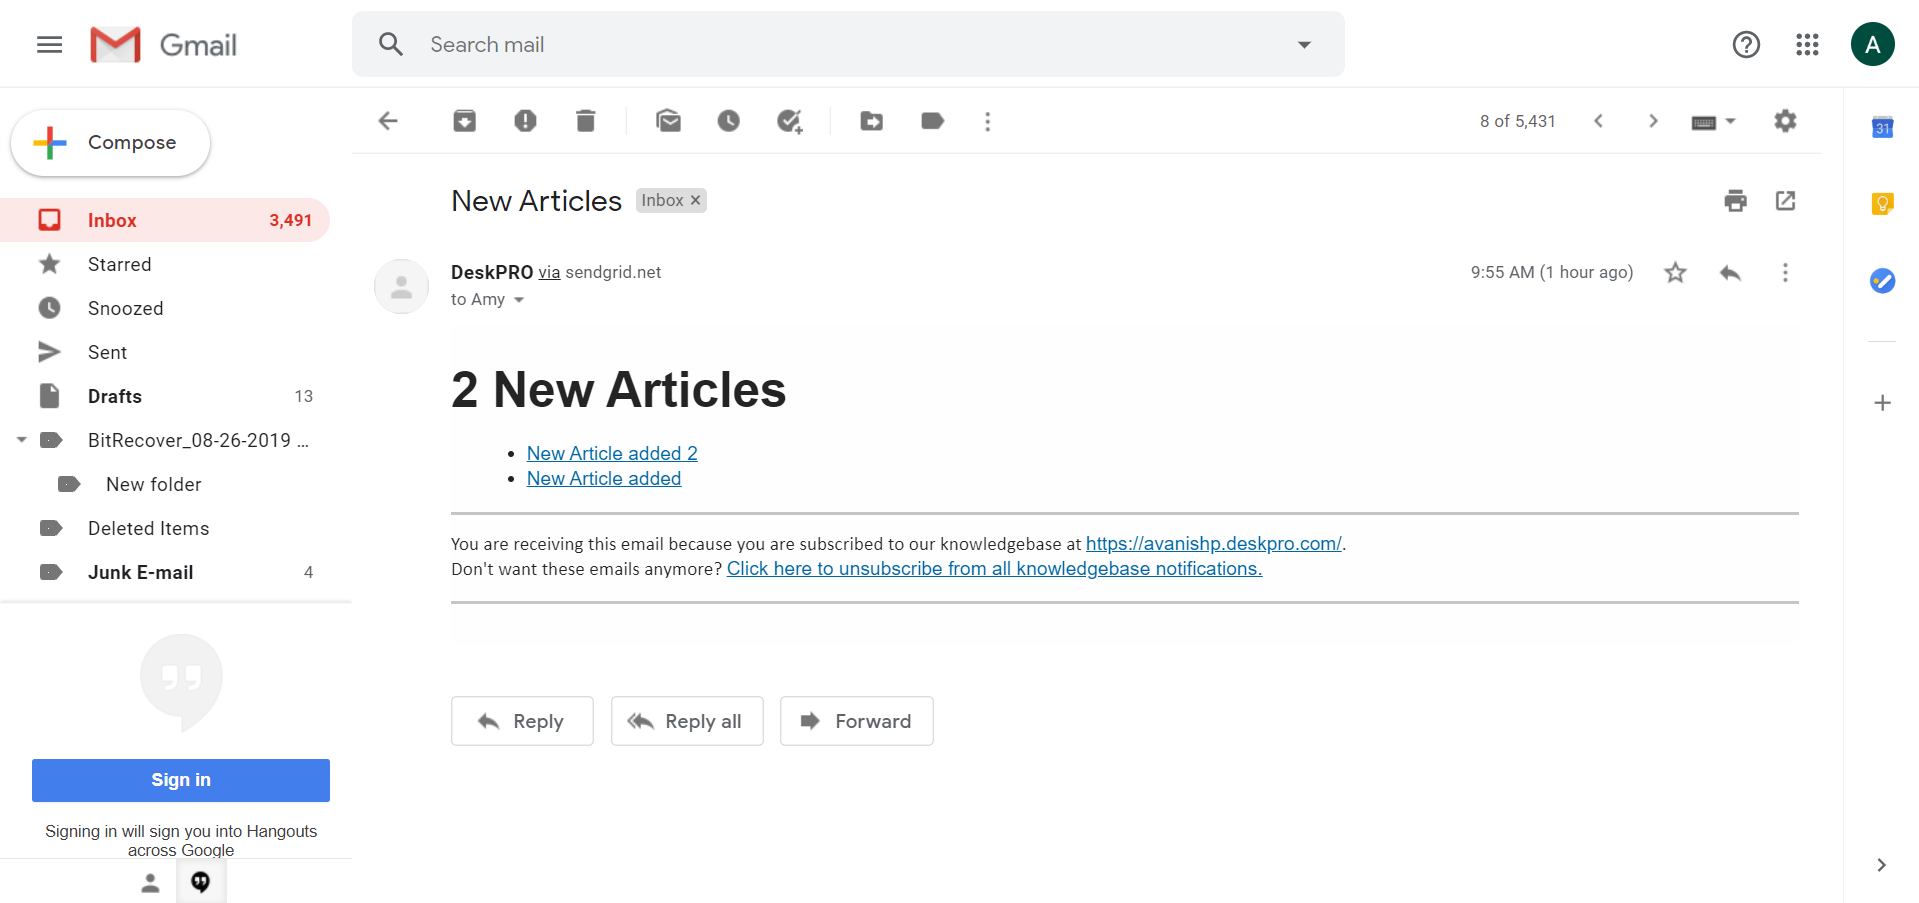 Gmail
Search mail
A
Compose
8 of 5,431
31
New Articles
Inbox ×
Inbox 3,491
Starred
Snoozed
Sent
Drafts 13
BitRecover_08-26-2019 ...
New folder
Deleted Items
Junk E-mail 4
DeskPRO via sendgrid.net
9:55 AM (1 hour ago)
to Amy
2 New Articles
• New Article added 2
• New Article added
You are receiving this email because you are subscribed to our knowledgebase at https://avanishp.deskpro.com/.
Don't want these emails anymore? Click here to unsubscribe from all knowledgebase notifications.
Reply
Reply all
Forward
Sign in
Signing in will sign you into Hangouts
across Google